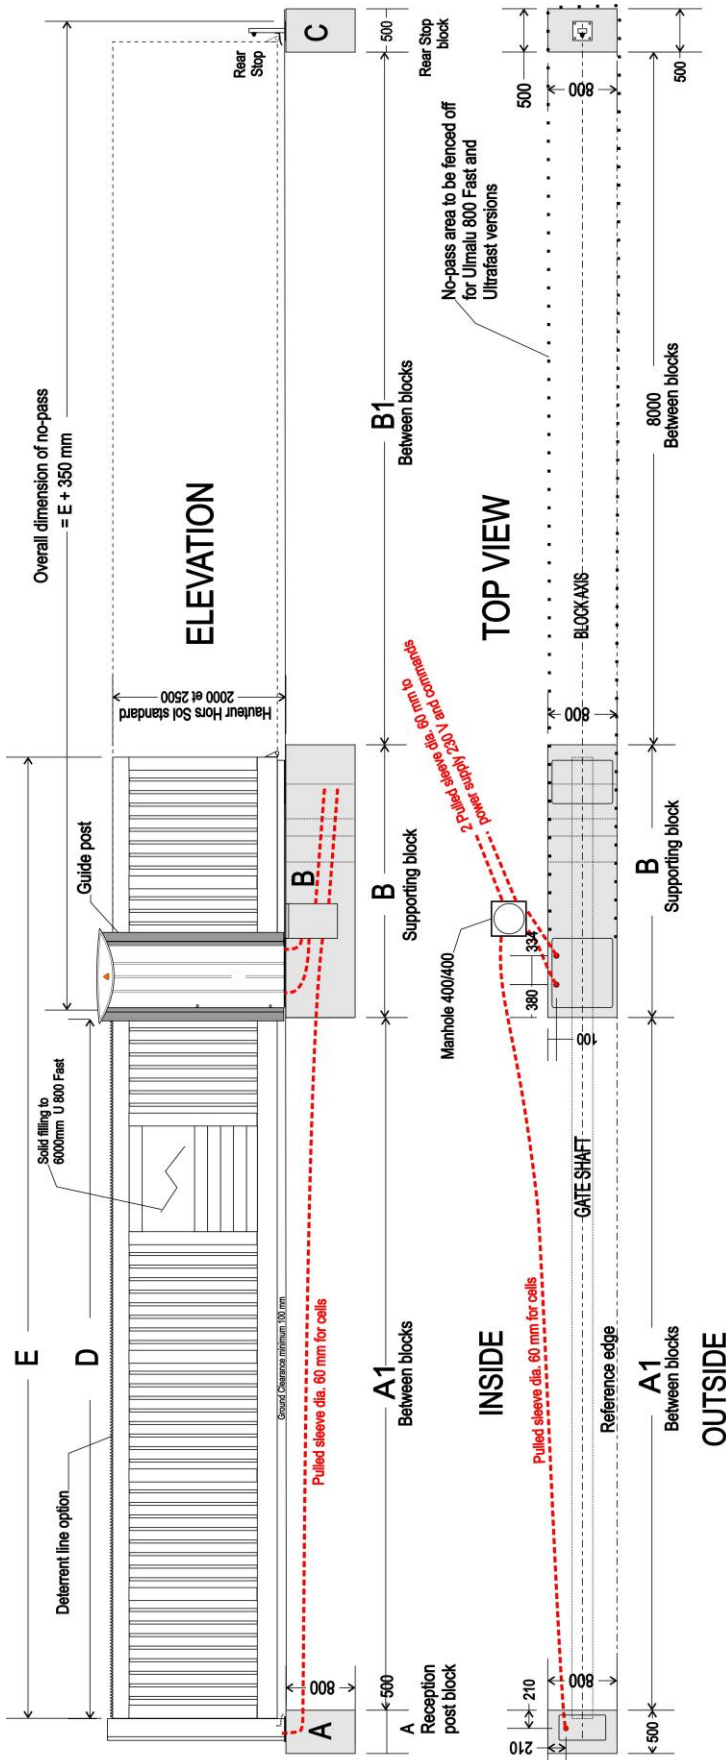 Overall dimension of no-pass
= E + 350 mm
E
D
Deterrent line option
Solid filling to
6000mm U 800 Fast
Guide post
Hauteur Hors Sol standard
2000 et 2500
ELEVATION
Rear
Stop
Ground Clearance minimum 100 mm
A
800
B
C
500
Pulled sleeve dia. 60 mm for cells
500
A
Reception
post block
A1
Between blocks
B
Supporting block
B1
Between blocks
Rear Stop
block
INSIDE
TOP VIEW
2 Pulled sleeve dia. 60 mm to
power supply 230 V and commands
Manhole 400/400
No-pass area to be fenced off
for Ulmalu 800 Fast and
Ultrafast versions
Pulled sleeve dia. 60 mm for cells
210
210
800
380
334
100
800
500
800
GATE SHAFT
BLOCK AXIS
Reference edge
500
A1
Between blocks
B
Supporting block
8000
Between blocks
500
OUTSIDE